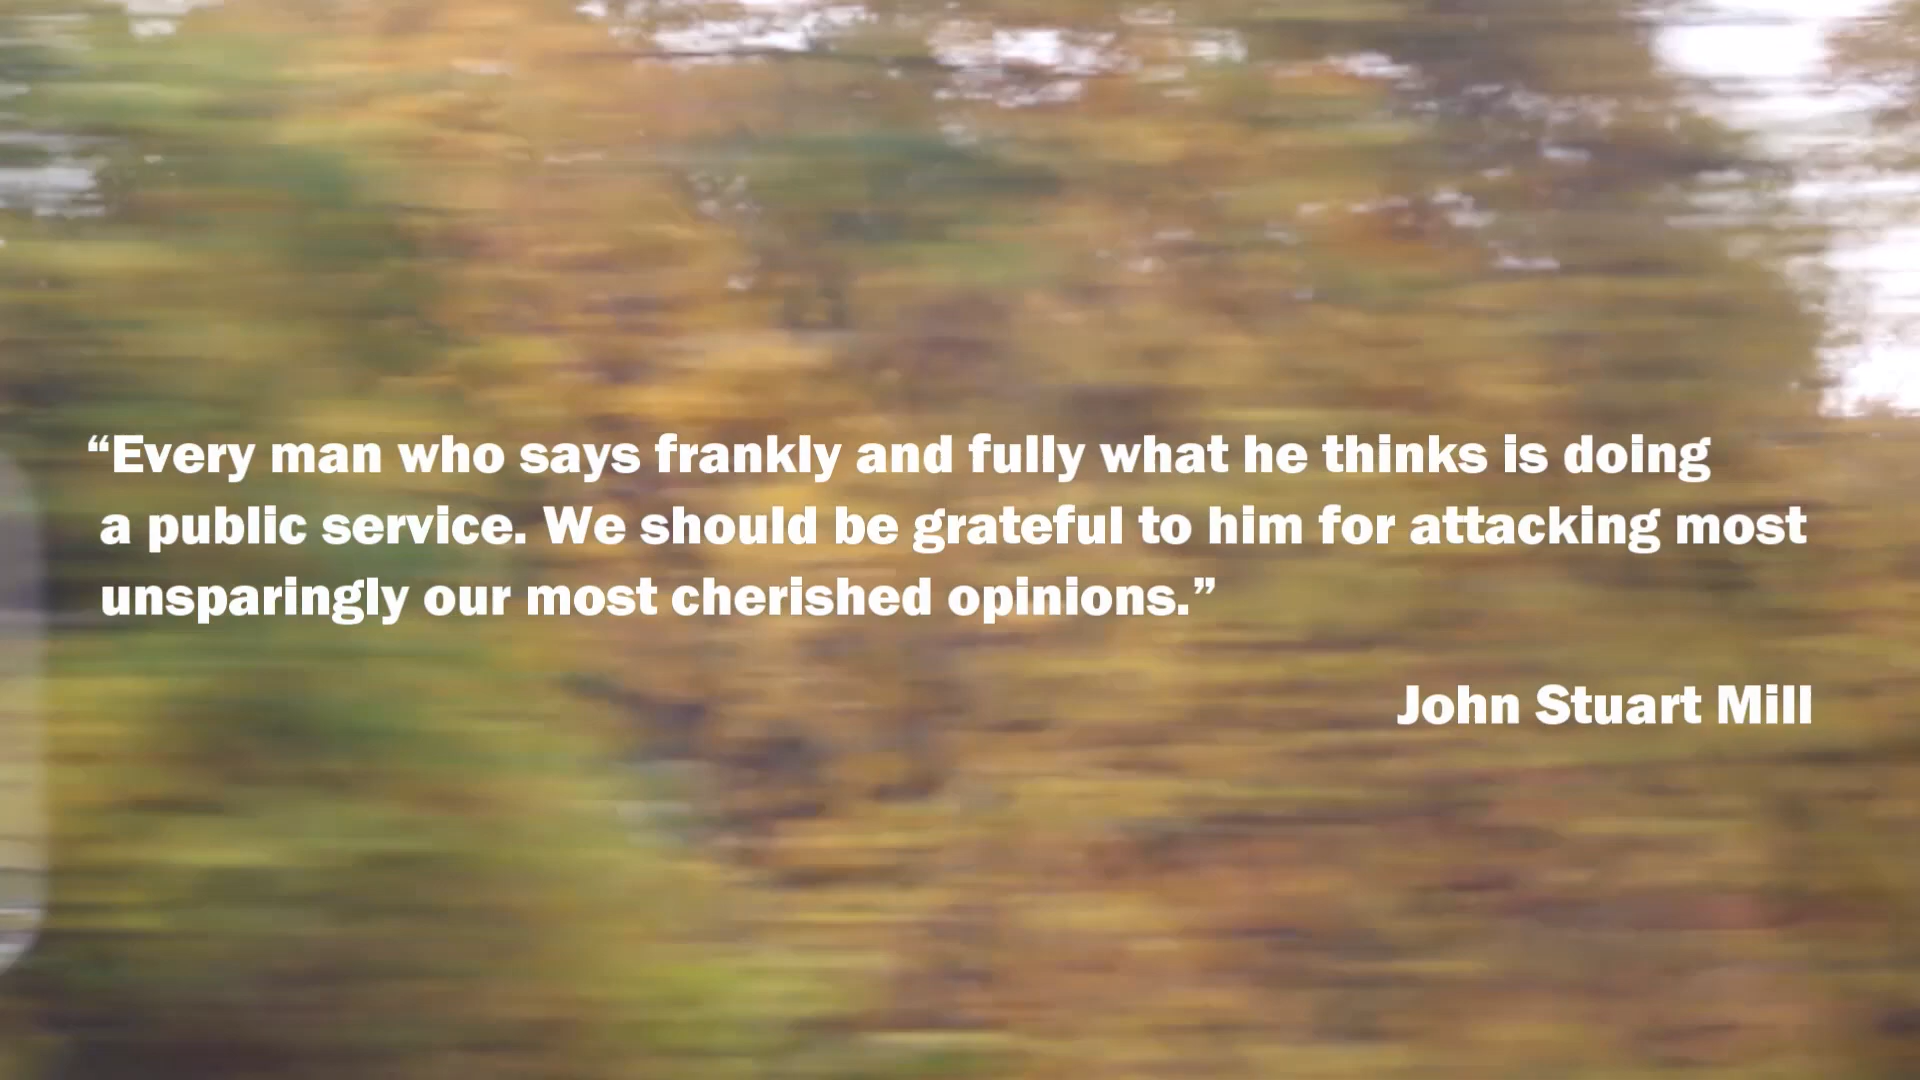 “Every man who says frankly and fully what he thinks is doing
a public service. We should be grateful to him for attacking most
unsparingly our most cherished opinions.”
John Stuart Mill